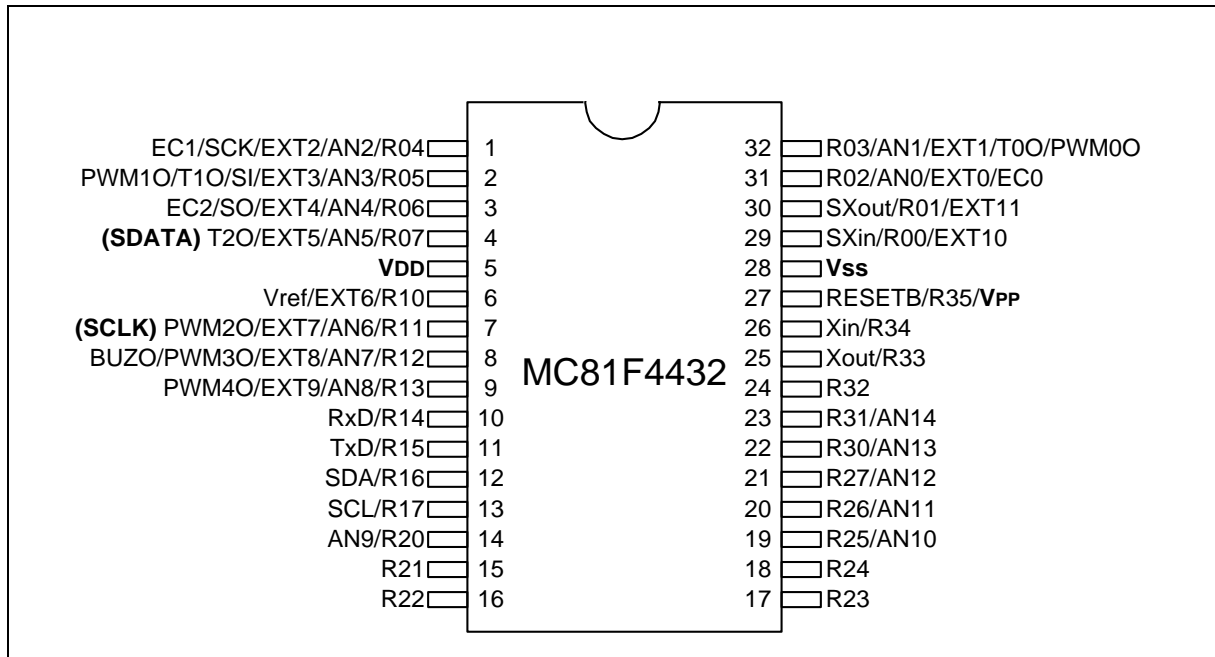 EC1/SCK/EXT2/AN2/R04 1 32 R03/AN1/EXT1/T0O/PWM0O
PWM1O/T1O/SI/EXT3/AN3/R05 2 31 R02/AN0/EXT0/EC0
EC2/SO/EXT4/AN4/R06 3 30 SXout/R01/EXT11
(SDATA) T2O/EXT5/AN5/R07 4 29 SXin/R00/EXT10
VDD 5 28 Vss
Vref/EXT6/R10 6 27 RESETB/R35/VPP
(SCLK) PWM2O/EXT7/AN6/R11 7 26 Xin/R34
BUZO/PWM3O/EXT8/AN7/R12 8 25 Xout/R33
MC81F4432
PWM4O/EXT9/AN8/R13 9 24 R32
RxD/R14 10 23 R31/AN14
TxD/R15 11 22 R30/AN13
SDA/R16 12 21 R27/AN12
SCL/R17 13 20 R26/AN11
AN9/R20 14 19 R25/AN10
R21 15 18 R24
R22 16 17 R23